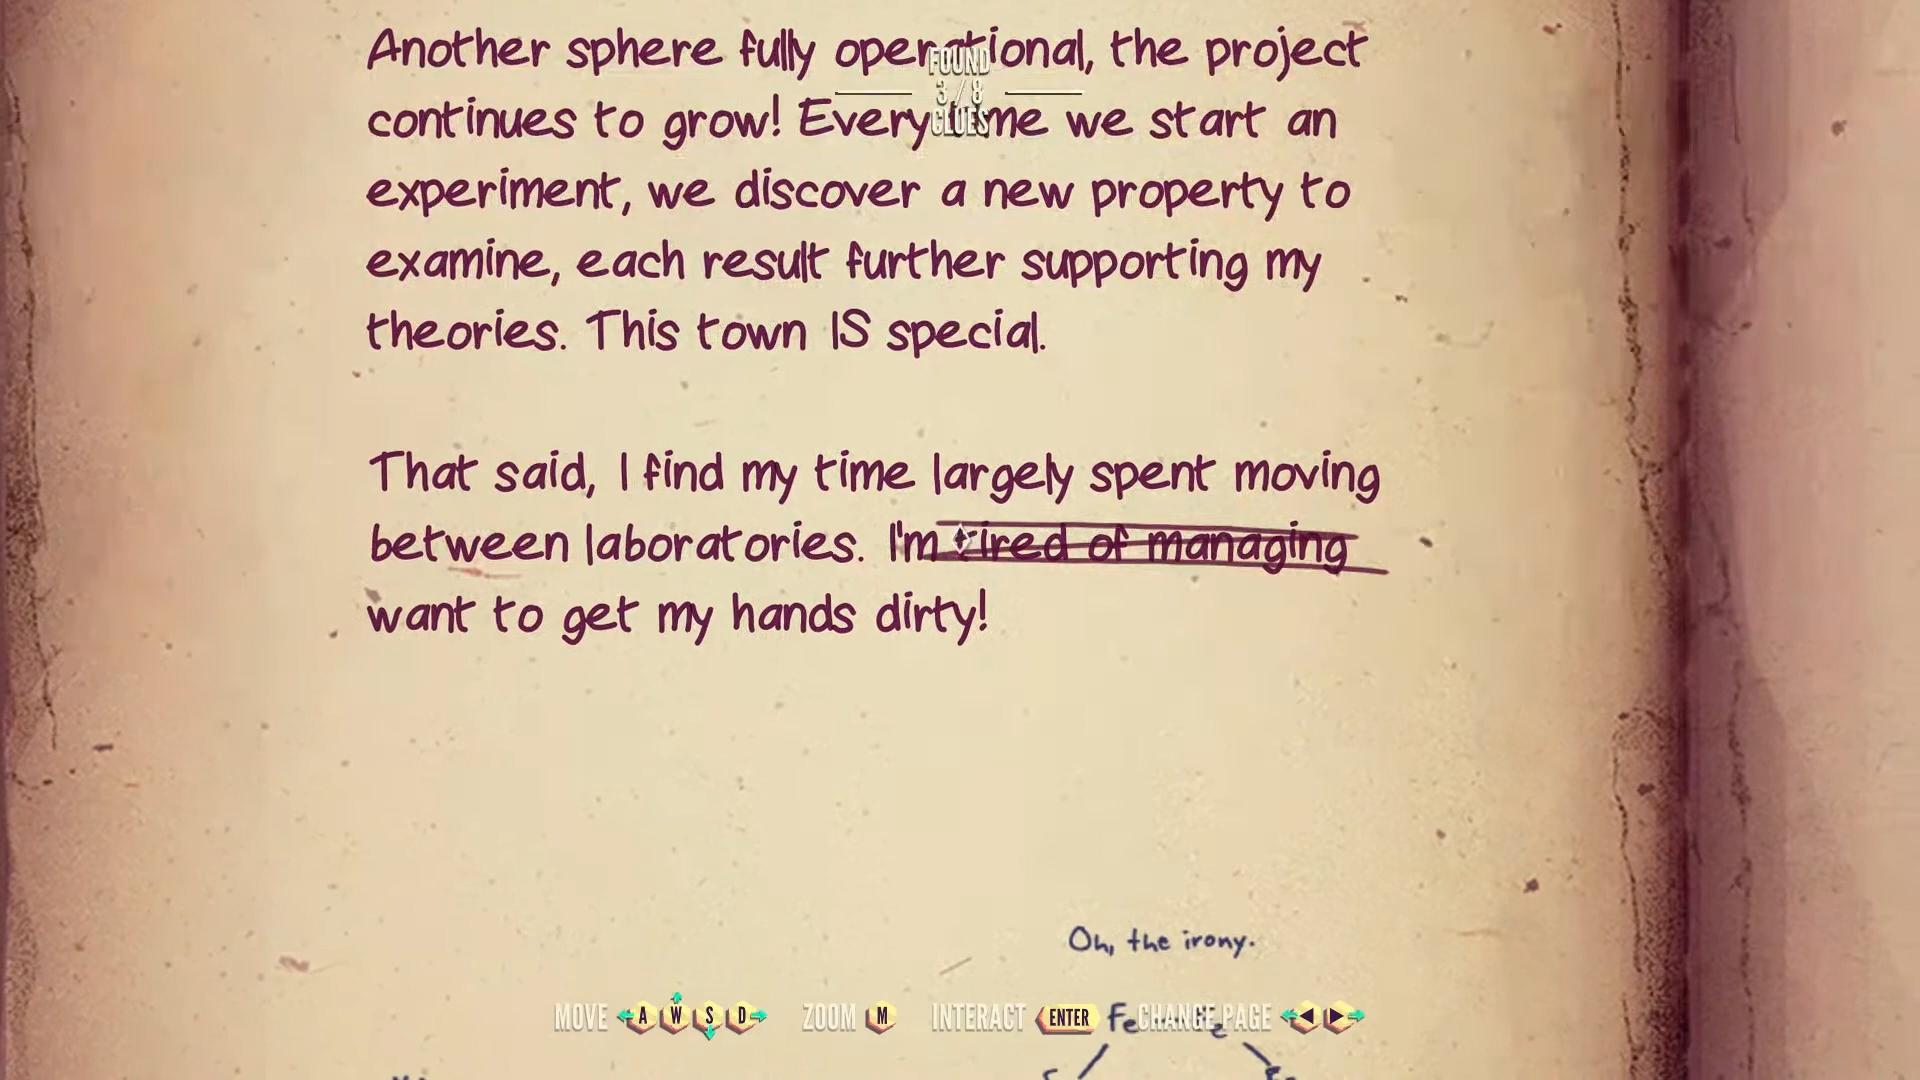 Another sphere fully operational, the project
continues to grow! Every time we start an
experiment, we discover a new property to
examine, each result further supporting my
theories. This town IS special.
That said, I find my time largely spent moving
between laboratories. I'm tired of managing
want to get my hands dirty!
FOUND
3 / 8
CLUES
Oh, the irony.
MOVE A W S D ZOOM M INTERACT ENTER CHANGE PAGE
Fe